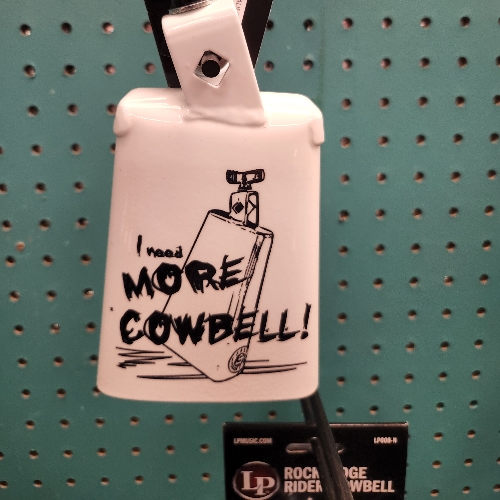 I need
MORE
COWBELL!
LPMUSIC.COM LP008-N
LP ROCK RIDGE
RIDER COWBELL